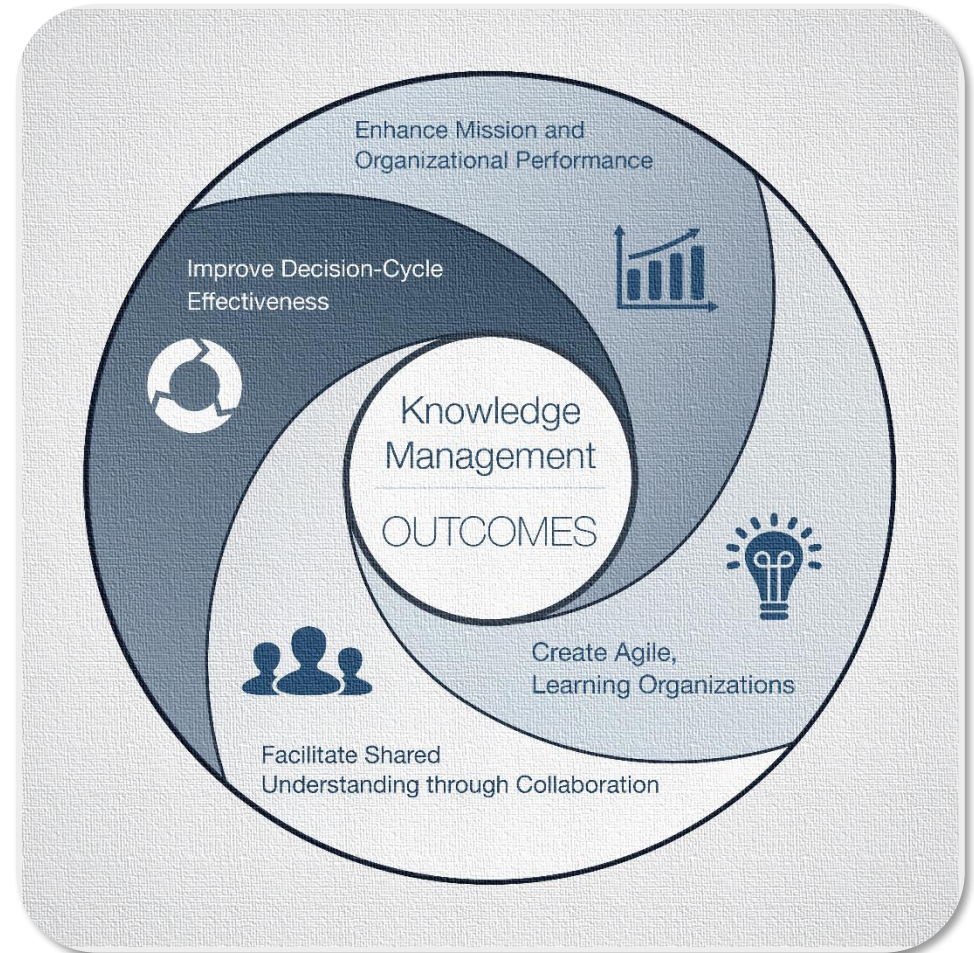 Enhance Mission and
Organizational Performance
Improve Decision-Cycle
Effectiveness
Knowledge
Management
OUTCOMES
Create Agile,
Learning Organizations
Facilitate Shared
Understanding through Collaboration